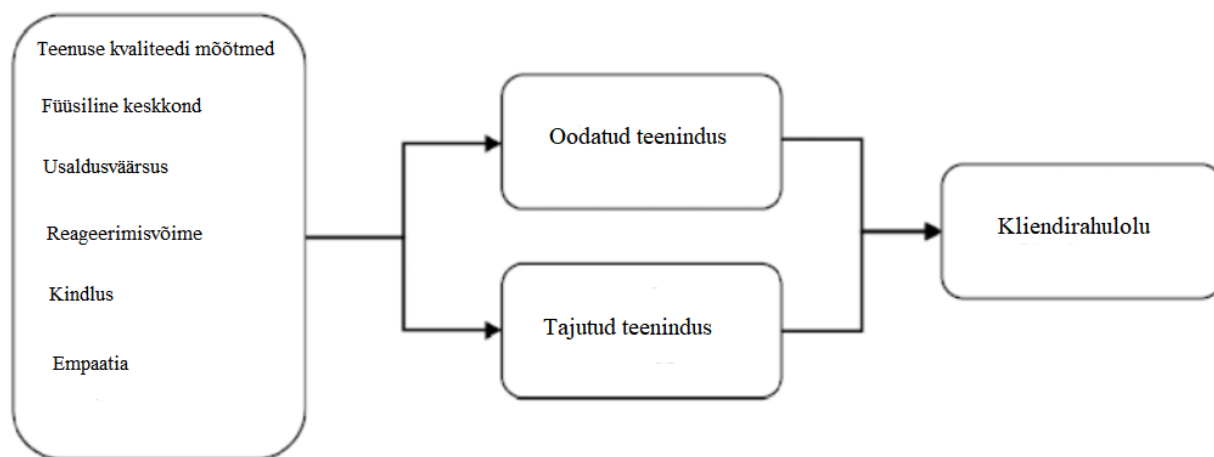 Teenuse kvaliteedi mõõtmed
Füüsiline keskkond
Usaldusväärsus
Reageerimisvõime
Kindlus
Empaatia
Oodatud teenindus
Tajutud teenindus
Kliendirahulolu